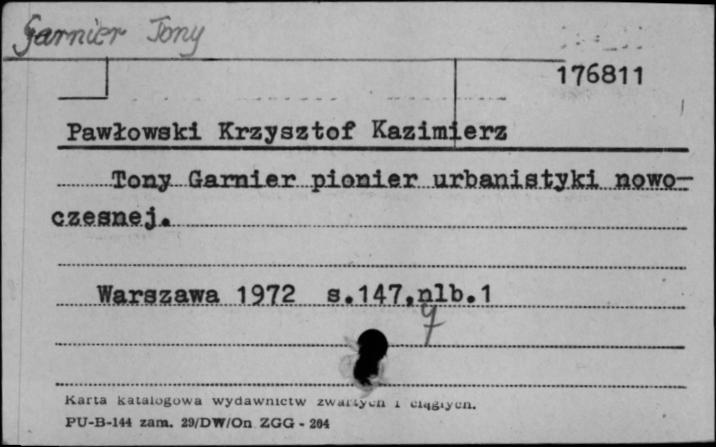 Garnier Tony
176811
Pawłowski Krzysztof Kazimierz
Tony Garnier pionier urbanistyki nowo-
czesnej.
Warszawa 1972 s.147,nlb.1
Karta katalogowa wydawnictw zwartych i ciągłych.
PU-B-144 zam. 29/DW/On ZGG - 204